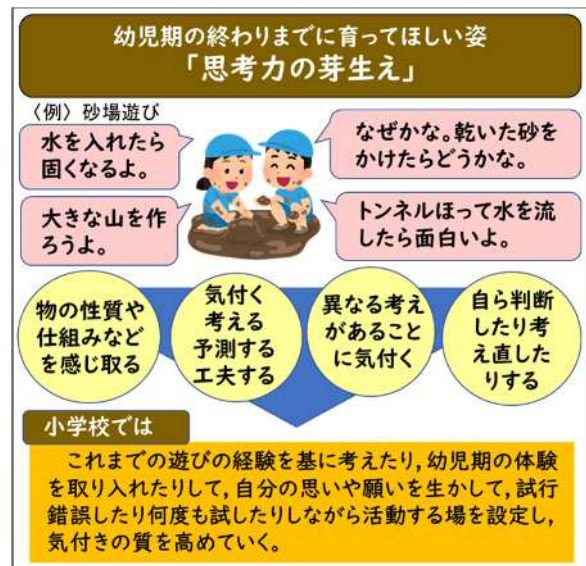 幼児期の終わりまでに育ってほしい姿
「思考力の芽生え」
〈例〉砂場遊び
水を入れたら
固くなるよ。
なぜかな。乾いた砂を
かけたらどうかな。
大きな山を作
ろうよ。
トンネルほって水を流
したら面白いよ。
物の性質や
仕組みなど
を感じ取る
気付く
考える
予測する
工夫する
異なる考え
があること
に気付く
自ら判断
したり考
え直した
りする
小学校では
これまでの遊びの経験を基に考えたり,幼児期の体験
を取り入れたりして,自分の思いや願いを生かして,試行
錯誤したり何度も試したりしながら活動する場を設定し,
気付きの質を高めていく。